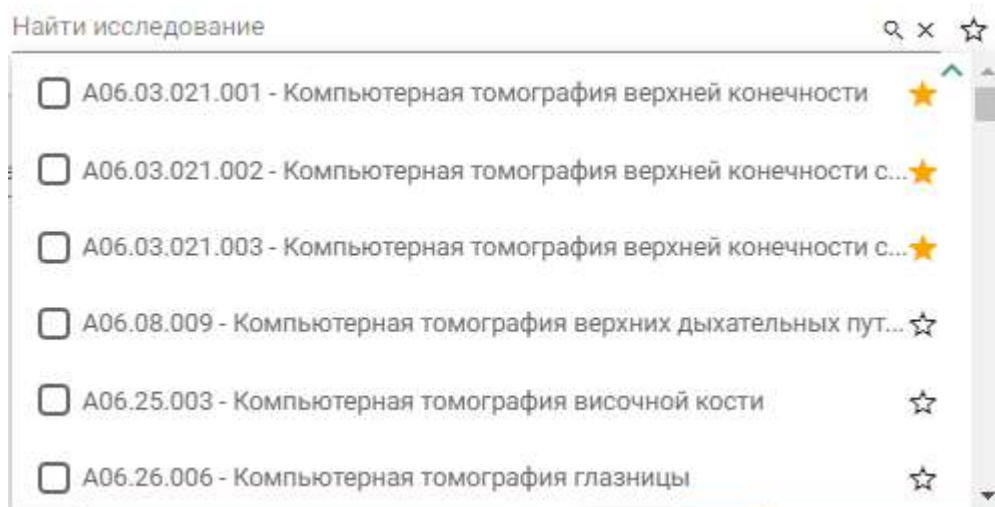 Найти исследование
A06.03.021.001 - Компьютерная томография верхней конечности
A06.03.021.002 - Компьютерная томография верхней конечности с...
A06.03.021.003 - Компьютерная томография верхней конечности с...
A06.08.009 - Компьютерная томография верхних дыхательных пут...
A06.25.003 - Компьютерная томография височной кости
A06.26.006 - Компьютерная томография глазницы